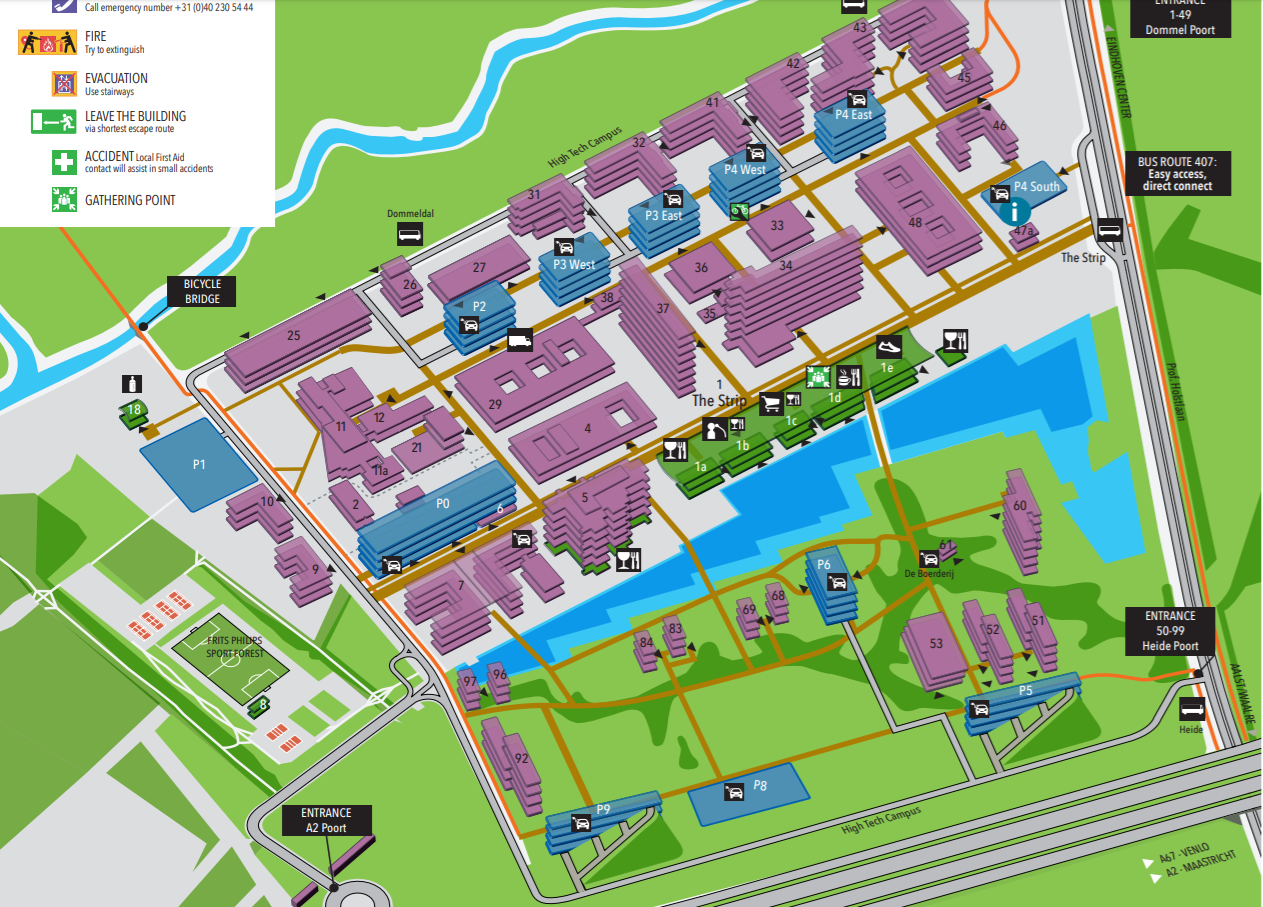 Call emergency number +31 (0)40 230 54 44
FIRE
Try to extinguish
EVACUATION
Use stairways
LEAVE THE BUILDING
via shortest escape route
ACCIDENT Local First Aid
contact will assist in small accidents
GATHERING POINT
ENTRANCE
1-49
Dommel Poort
EINDHOVEN CENTER
BUS ROUTE 407:
Easy access,
direct connect
43
42
45
41
P4 East
46
32
High Tech Campus
P4 West
P4 South
31
P3 East
Dommeldal
33
48
47a
The Strip
27
P3 West
36
34
26
BICYCLE
BRIDGE
P2
38
37
35
25
1
The Strip
1e
1d
1c
1b
1a
Prof. Holstlaan
18
12
11
21
11a
29
4
P1
10
2
P0
6
5
60
61
De Boerderij
9
7
P6
69
68
84
83
53
52
51
ENTRANCE
50-99
Heide Poort
FRITS PHILIPS
SPORTFOREST
8
97
96
P5
AALST/WAALRE
Heide
92
P9
P8
High Tech Campus
ENTRANCE
A2 Poort
A67 - VENLO
A2 - MAASTRICHT